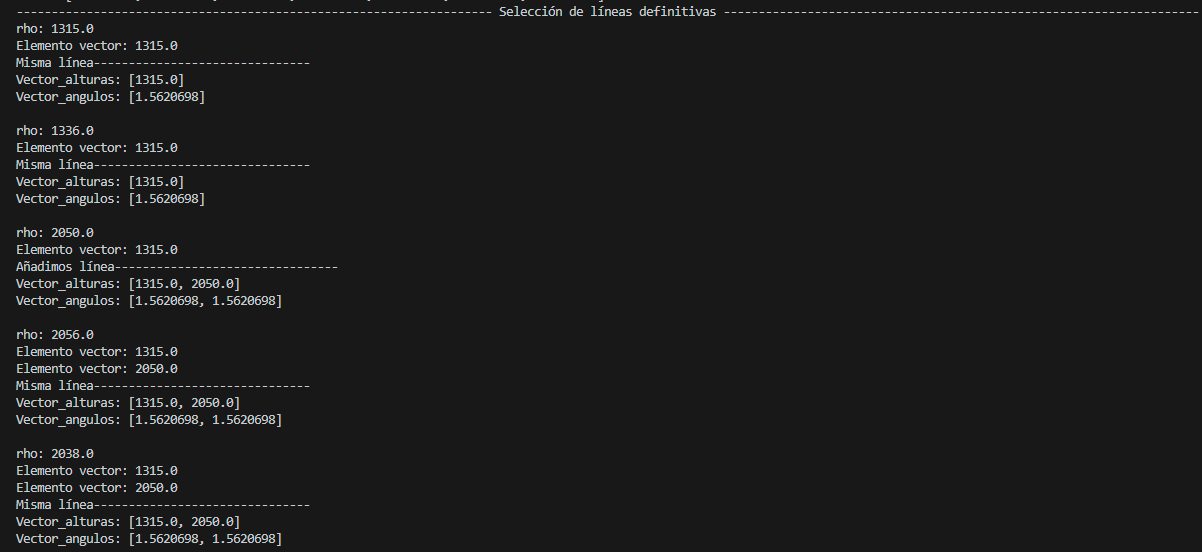 -------------------------------------------------------------------- Selección de líneas definitivas --------------------------------------------------------------------
rho: 1315.0
Elemento vector: 1315.0
Misma línea-------------------------------
Vector_alturas: [1315.0]
Vector_angulos: [1.5620698]
rho: 1336.0
Elemento vector: 1315.0
Misma línea-------------------------------
Vector_alturas: [1315.0]
Vector_angulos: [1.5620698]
rho: 2050.0
Elemento vector: 1315.0
Añadimos línea--------------------------------
Vector_alturas: [1315.0, 2050.0]
Vector_angulos: [1.5620698, 1.5620698]
rho: 2056.0
Elemento vector: 1315.0
Elemento vector: 2050.0
Misma línea-------------------------------
Vector_alturas: [1315.0, 2050.0]
Vector_angulos: [1.5620698, 1.5620698]
rho: 2038.0
Elemento vector: 1315.0
Elemento vector: 2050.0
Misma línea-------------------------------
Vector_alturas: [1315.0, 2050.0]
Vector_angulos: [1.5620698, 1.5620698]